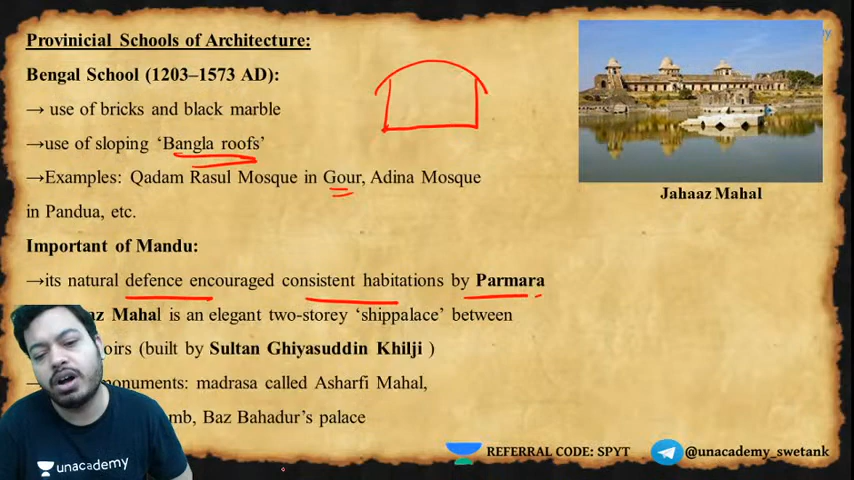 Provinicial Schools of Architecture:
Bengal School (1203–1573 AD):
→ use of bricks and black marble
→use of sloping ‘Bangla roofs’
→Examples: Qadam Rasul Mosque in Gour, Adina Mosque
in Pandua, etc.
Important of Mandu:
→its natural defence encouraged consistent habitations by Parmara
Mahal is an elegant two-storey ‘shippalace’ between
(built by Sultan Ghiyasuddin Khilji )
monuments: madrasa called Asharfi Mahal,
Baz Bahadur’s palace
Jahaaz Mahal
unacademy
REFERRAL CODE: SPYT
@unacademy_swetank